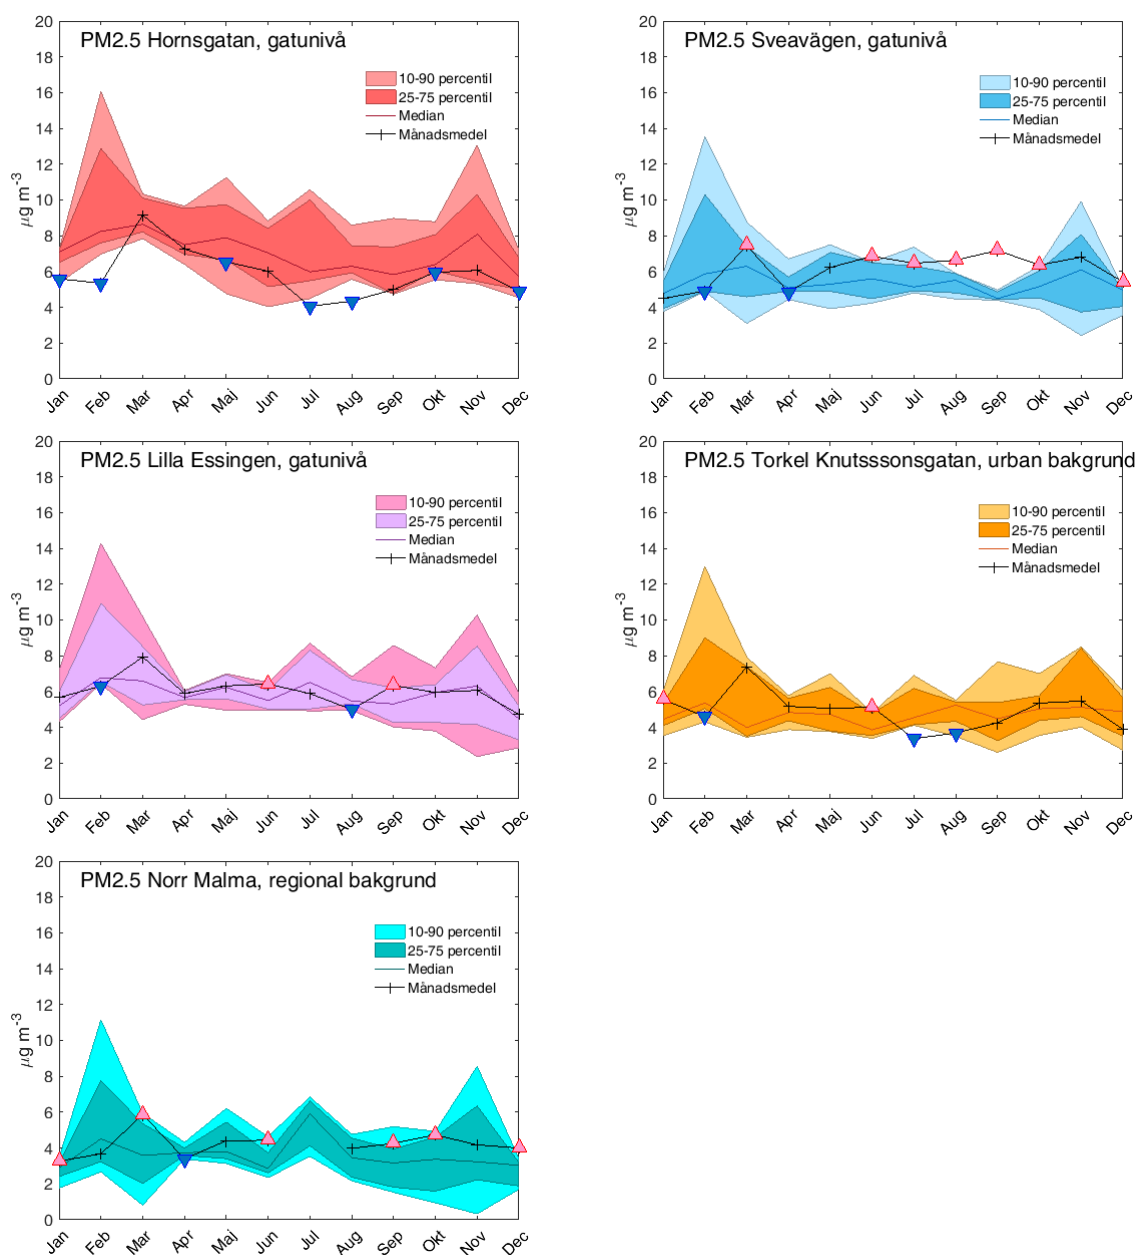 PM2.5 Hornsgatan, gatunivå
10-90 percentil
25-75 percentil
Median
Månadsmedel
μg m-3
20
18
16
14
12
10
8
6
4
2
0
Jan Feb Mar Apr Maj Jun Jul Aug Sep Okt Nov Dec
PM2.5 Sveavägen, gatunivå
10-90 percentil
25-75 percentil
Median
Månadsmedel
μg m-3
20
18
16
14
12
10
8
6
4
2
0
Jan Feb Mar Apr Maj Jun Jul Aug Sep Okt Nov Dec
PM2.5 Lilla Essingen, gatunivå
10-90 percentil
25-75 percentil
Median
Månadsmedel
μg m-3
20
18
16
14
12
10
8
6
4
2
0
Jan Feb Mar Apr Maj Jun Jul Aug Sep Okt Nov Dec
PM2.5 Torkel Knutsssonsgatan, urban bakgrund
10-90 percentil
25-75 percentil
Median
Månadsmedel
μg m-3
20
18
16
14
12
10
8
6
4
2
0
Jan Feb Mar Apr Maj Jun Jul Aug Sep Okt Nov Dec
PM2.5 Norr Malma, regional bakgrund
10-90 percentil
25-75 percentil
Median
Månadsmedel
μg m-3
20
18
16
14
12
10
8
6
4
2
0
Jan Feb Mar Apr Maj Jun Jul Aug Sep Okt Nov Dec